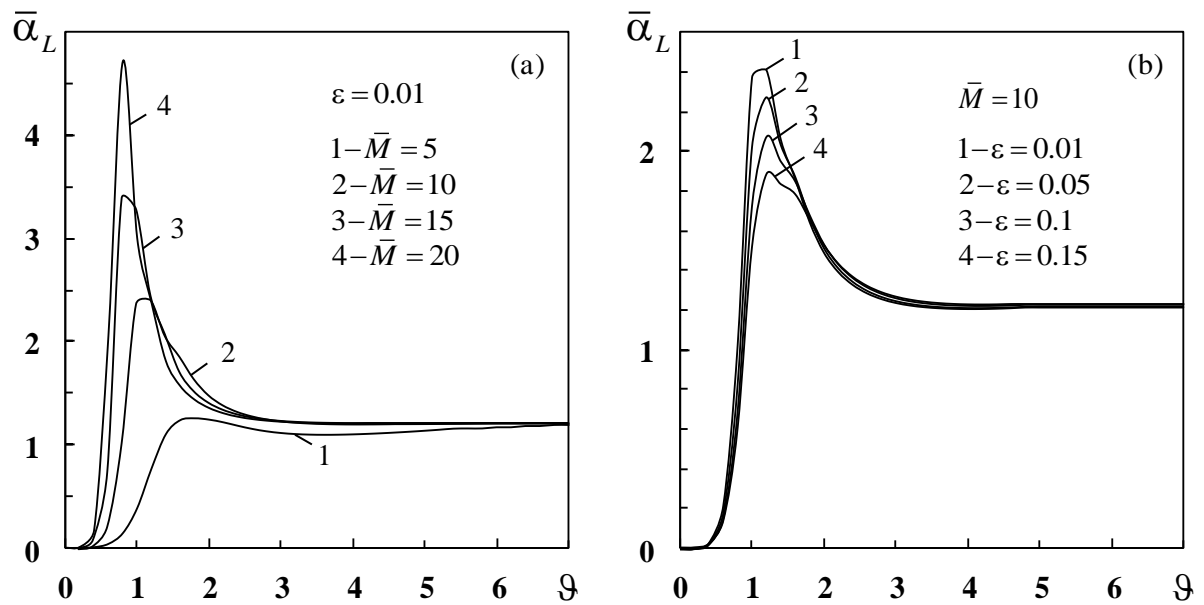 ᾱ_L
(a)
ε = 0.01
1 – M̄ = 5
2 – M̄ = 10
3 – M̄ = 15
4 – M̄ = 20
4
3
2
1
4
3
2
1
0
0 1 2 3 4 5 6 ϑ
ᾱ_L
(b)
M̄ = 10
1 – ε = 0.01
2 – ε = 0.05
3 – ε = 0.1
4 – ε = 0.15
1
2
3
4
2
1
0
0 1 2 3 4 5 6 ϑ